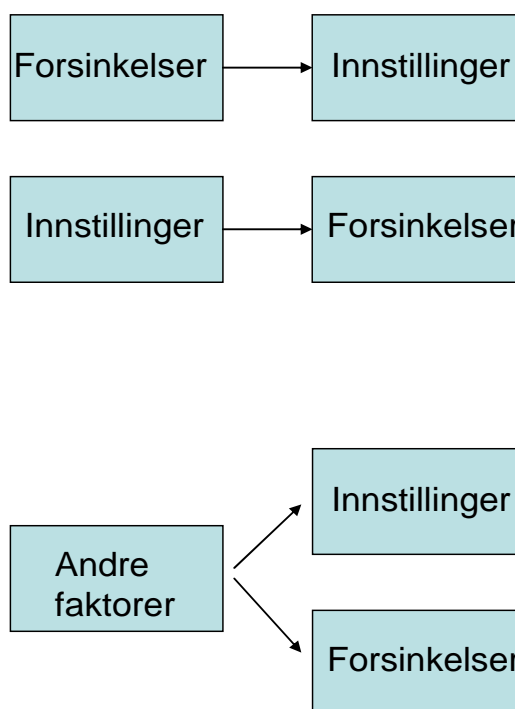 Forsinkelser
Innstillinger
Innstillinger
Forsinkelser
Innstillinger
Andre
faktorer
Forsinkelser